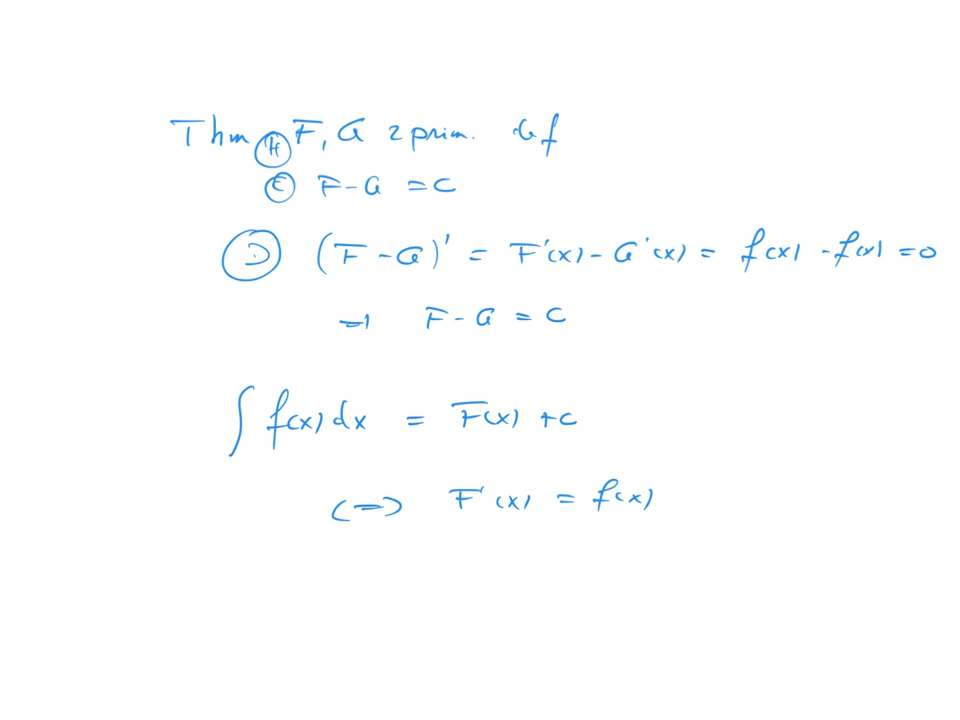 Thm Ⓗ F, G 2 prim. of f
Ⓒ F - G = C
Ⓓ (F - G)' = F'(x) - G'(x) = f(x) - f(x) = 0
⇒ F - G = C
∫ f(x) dx = F(x) + C
⇔ F'(x) = f(x)